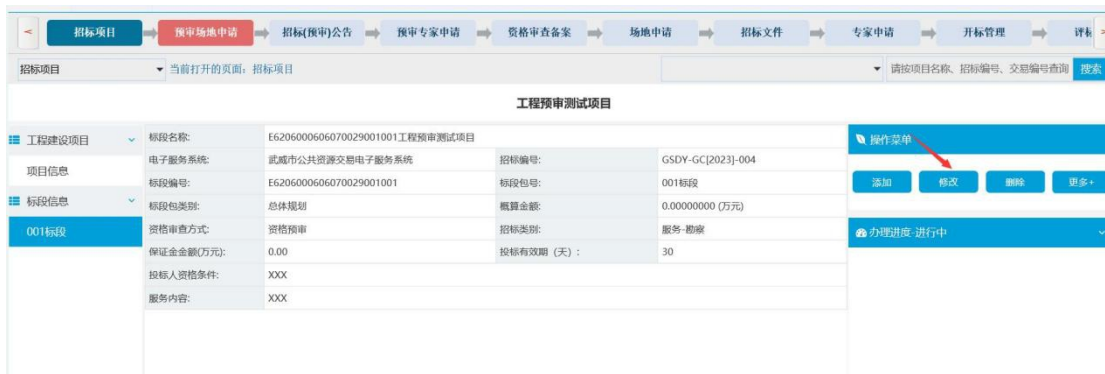 < 招标项目 预审场地申请 招标(预审)公告 预审专家申请 资格审查备案 场地申请 招标文件 专家申请 开标管理 评标 >
招标项目 当前打开的页面：招标项目 请按项目名称、招标编号、交易编号查询 搜索
工程预审测试项目
工程建设项目
项目信息
标段信息
001标段
标段名称: E6206000606070029001001工程预审测试项目
电子服务系统: 武威市公共资源交易电子服务系统 招标编号: GSDY-GC[2023]-004
标段编号: E6206000606070029001001 标段包号: 001标段
标段包类别: 总体规划 概算金额: 0.00000000 (万元)
资格审查方式: 资格预审 招标类别: 服务-勘察
保证金金额(万元): 0.00 投标有效期（天）: 30
投标人资格条件: XXX
服务内容: XXX
操作菜单
添加 修改 删除 更多+
办理进度-进行中